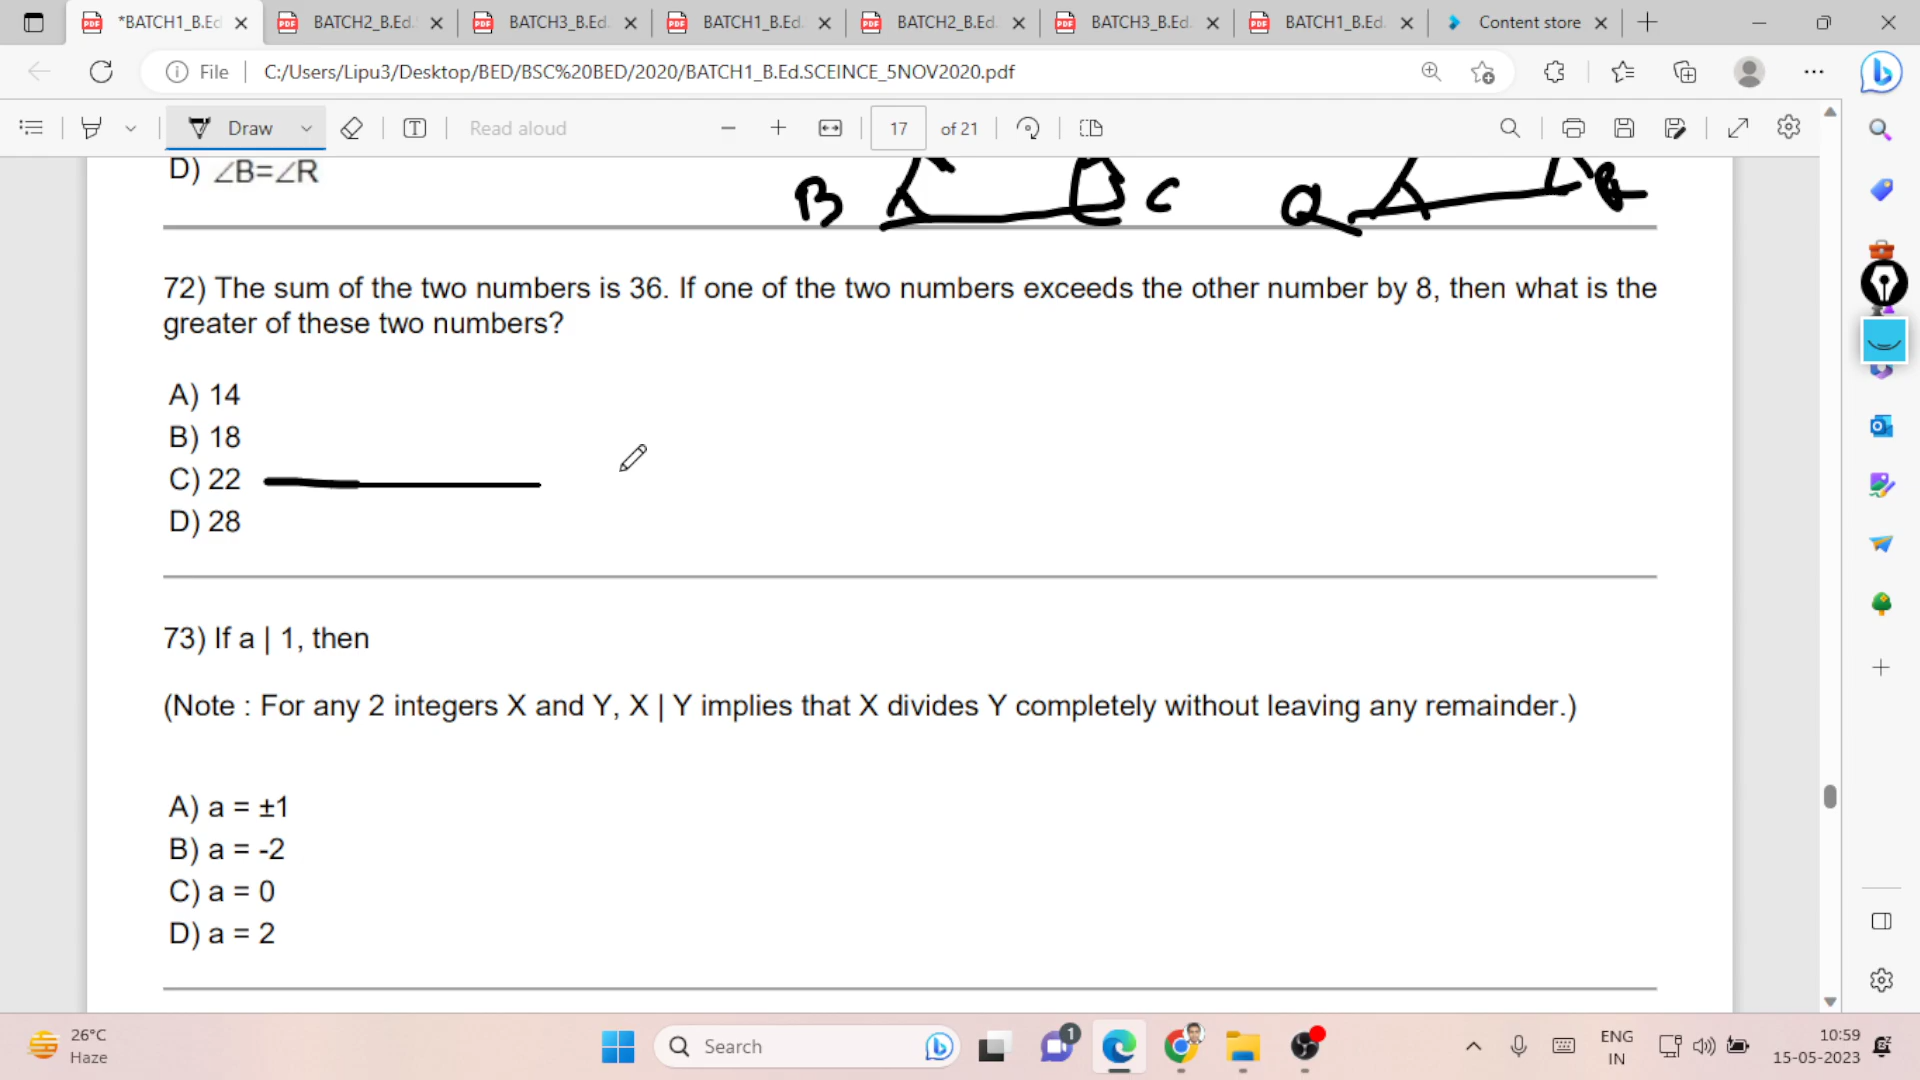 *BATCH1_B.Ed
BATCH2_B.Ed.
BATCH3_B.Ed.
BATCH1_B.Ed.
BATCH2_B.Ed.
BATCH3_B.Ed.
BATCH1_B.Ed.
Content store
File
C:/Users/Lipu3/Desktop/BED/BSC%20BED/2020/BATCH1_B.Ed.SCEINCE_5NOV2020.pdf
Draw
Read aloud
17 of 21
D) ∠B=∠R
B C Q
72) The sum of the two numbers is 36. If one of the two numbers exceeds the other number by 8, then what is the
greater of these two numbers?
A) 14
B) 18
C) 22
D) 28
73) If a | 1, then
(Note : For any 2 integers X and Y, X | Y implies that X divides Y completely without leaving any remainder.)
A) a = ±1
B) a = -2
C) a = 0
D) a = 2
26°C
Haze
Search
1
ENG
IN
10:59
15-05-2023